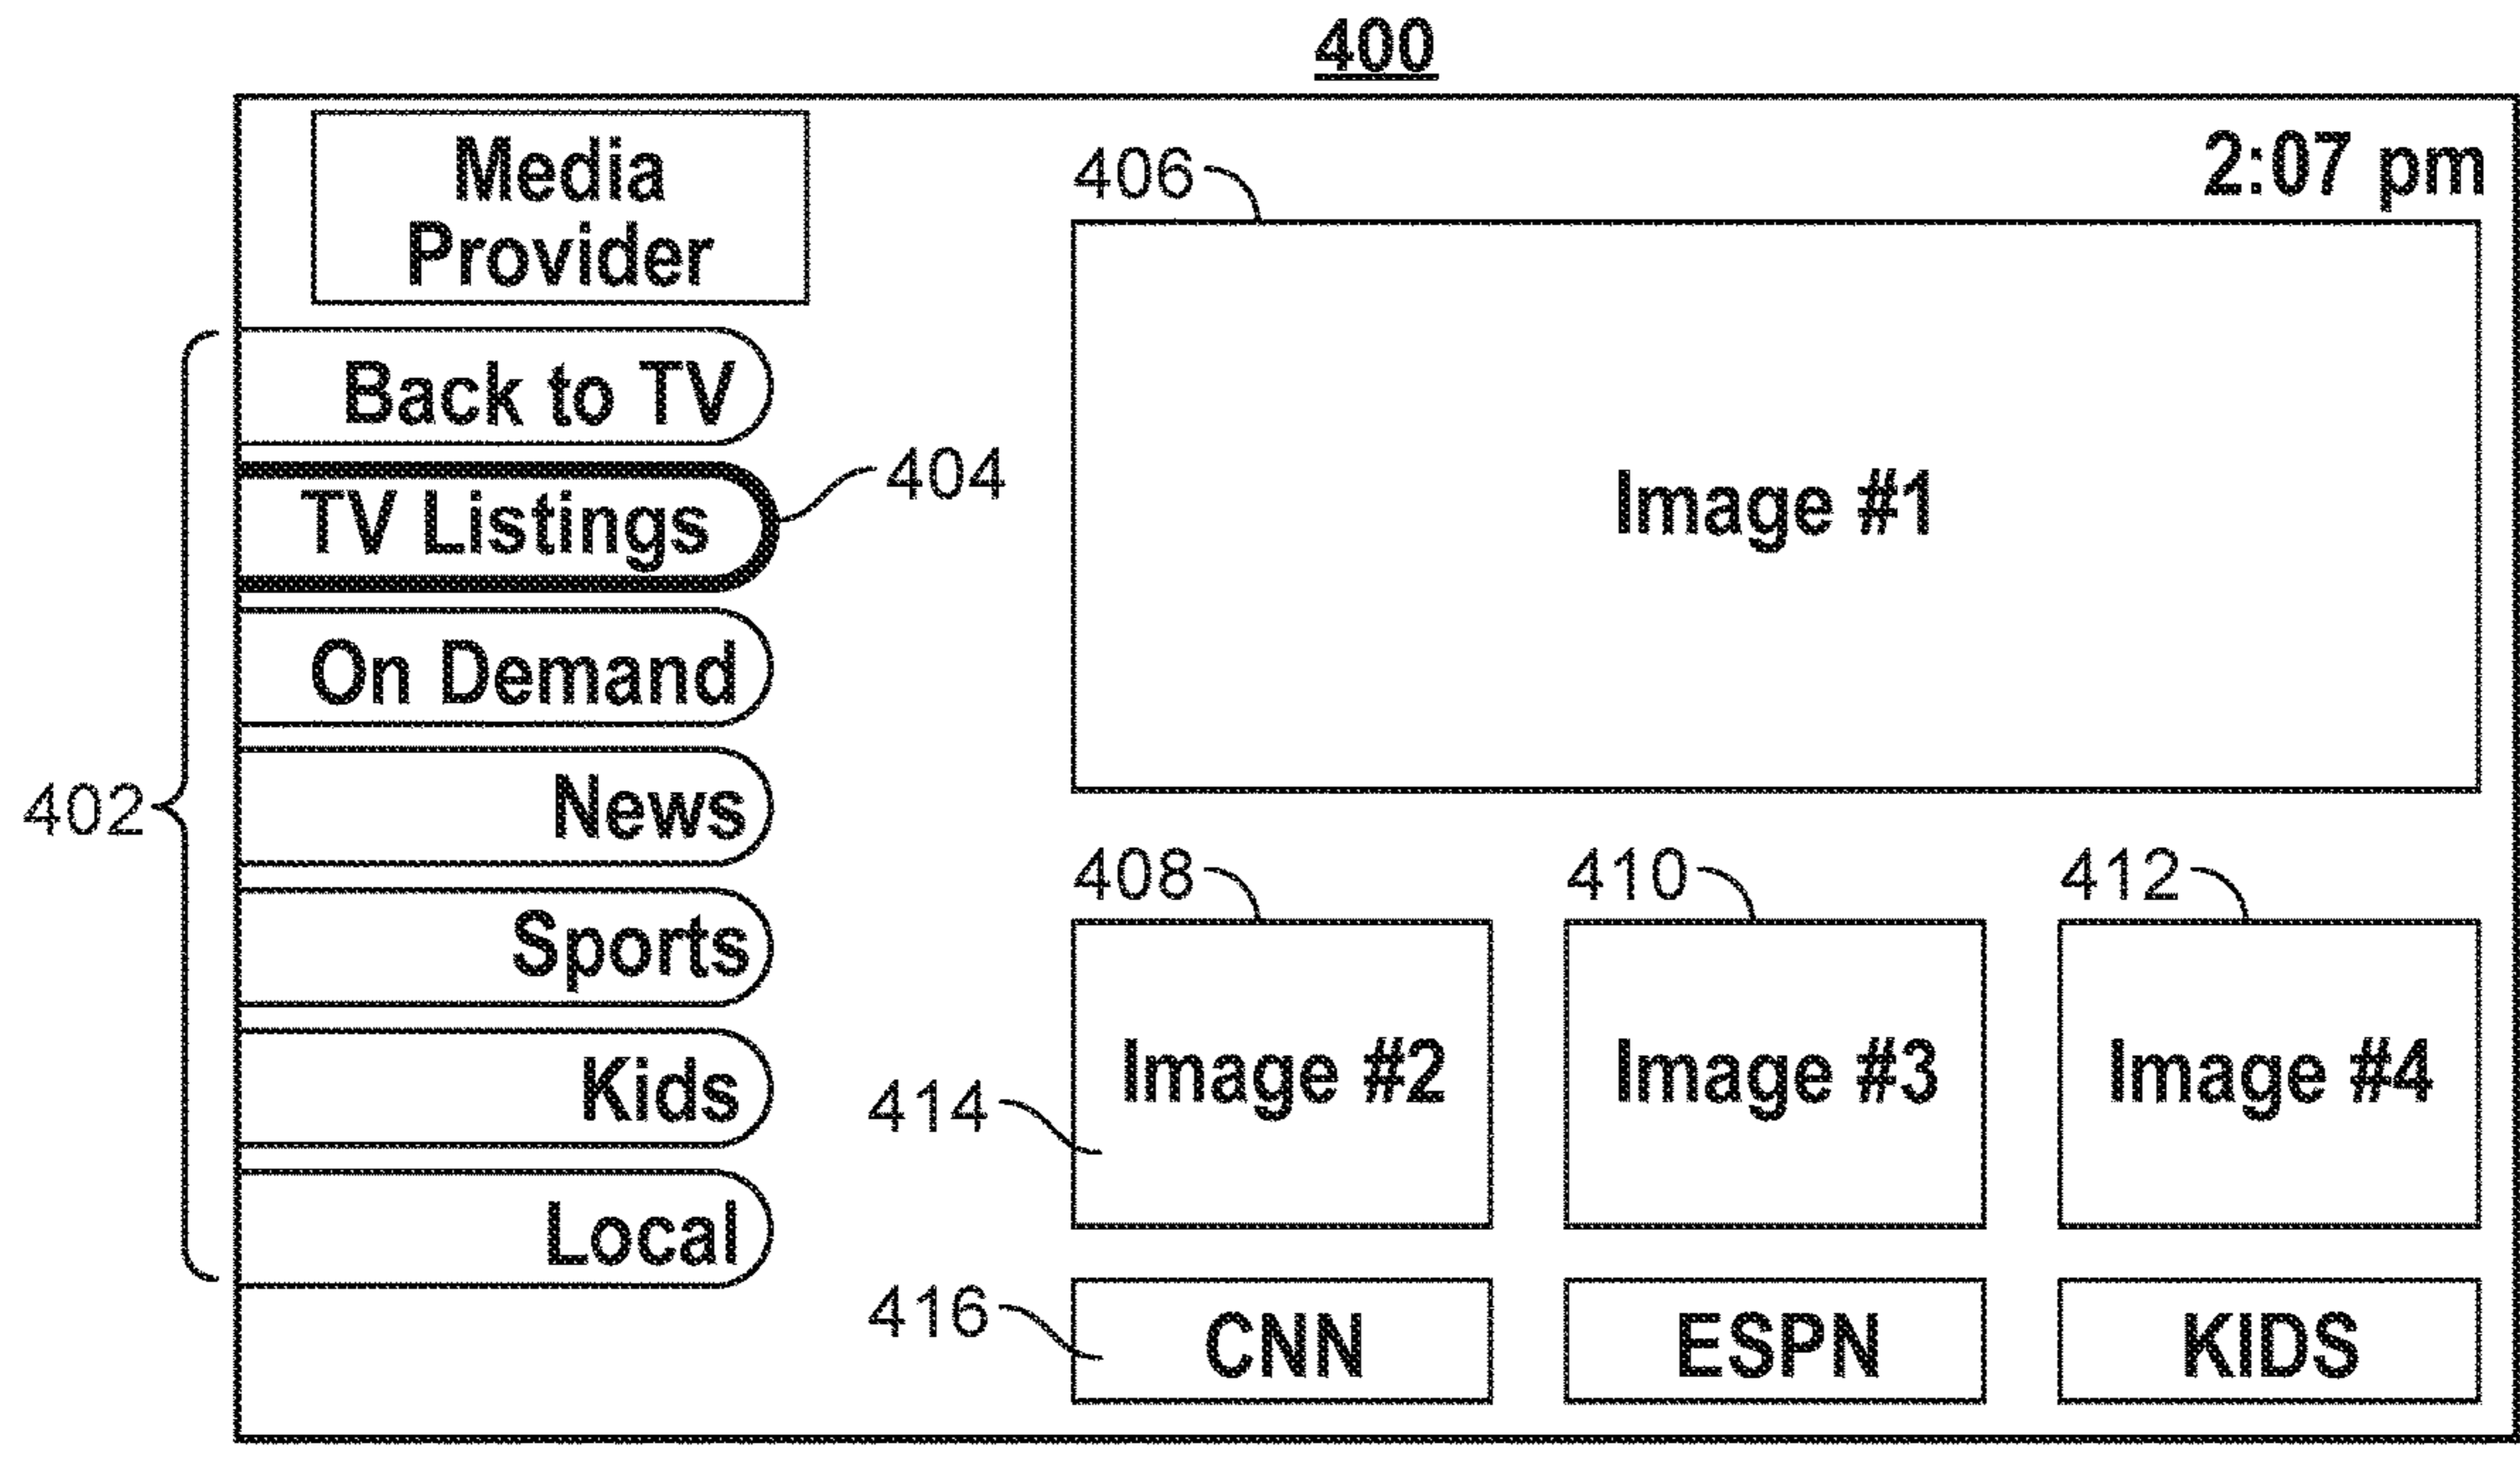 400
Media
Provider
2:07 pm
406
Back to TV
404
TV Listings
Image #1
On Demand
402
News
408
410
412
Sports
Image #2
Image #3
Image #4
414
Kids
Local
416
CNN
ESPN
KIDS